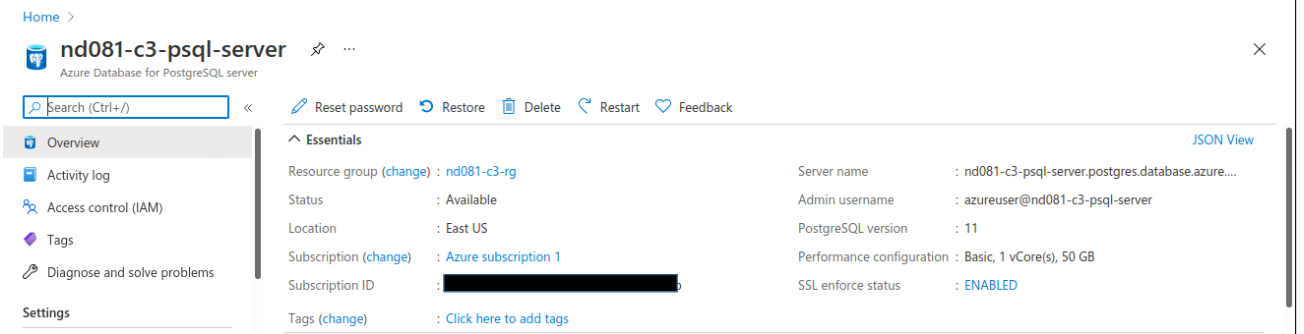 Home >
nd081-c3-psql-server ...
Azure Database for PostgreSQL server
Search (Ctrl+/) «
Reset password Restore Delete Restart Feedback
Overview
Activity log
Access control (IAM)
Tags
Diagnose and solve problems
Settings
Essentials JSON View
Resource group (change) : nd081-c3-rg
Status : Available
Location : East US
Subscription (change) : Azure subscription 1
Subscription ID :
Tags (change) : Click here to add tags
Server name : nd081-c3-psql-server.postgres.database.azure....
Admin username : azureuser@nd081-c3-psql-server
PostgreSQL version : 11
Performance configuration : Basic, 1 vCore(s), 50 GB
SSL enforce status : ENABLED